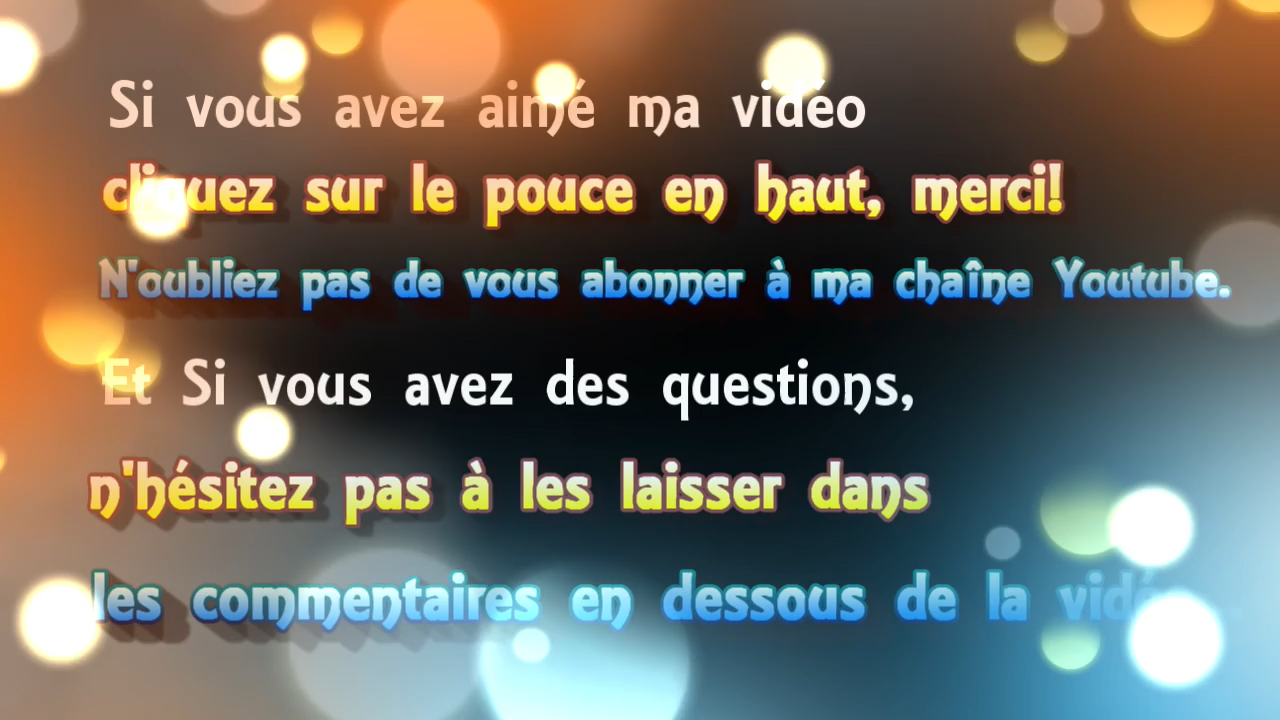 Si vous avez aimé ma vidéo
cliquez sur le pouce en haut, merci!
N'oubliez pas de vous abonner à ma chaîne Youtube.
Et Si vous avez des questions,
n'hésitez pas à les laisser dans
les commentaires en dessous de la